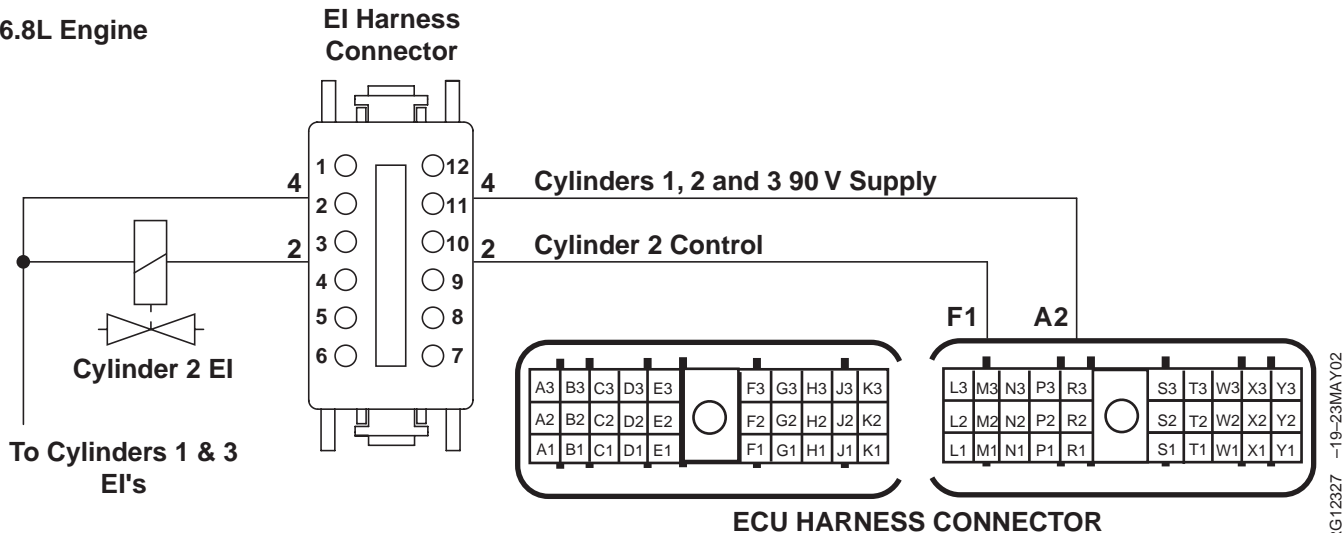 6.8L Engine
EI Harness
Connector
1
2
3
4
5
6
12
11
10
9
8
7
4
4
Cylinders 1, 2 and 3 90 V Supply
2
2
Cylinder 2 Control
Cylinder 2 EI
To Cylinders 1 & 3
EI's
F1
A2
A3 B3 C3 D3 E3 F3 G3 H3 J3 K3
A2 B2 C2 D2 E2 F2 G2 H2 J2 K2
A1 B1 C1 D1 E1 F1 G1 H1 J1 K1
L3 M3 N3 P3 R3 S3 T3 W3 X3 Y3
L2 M2 N2 P2 R2 S2 T2 W2 X2 Y2
L1 M1 N1 P1 R1 S1 T1 W1 X1 Y1
ECU HARNESS CONNECTOR
–19–23MAY02